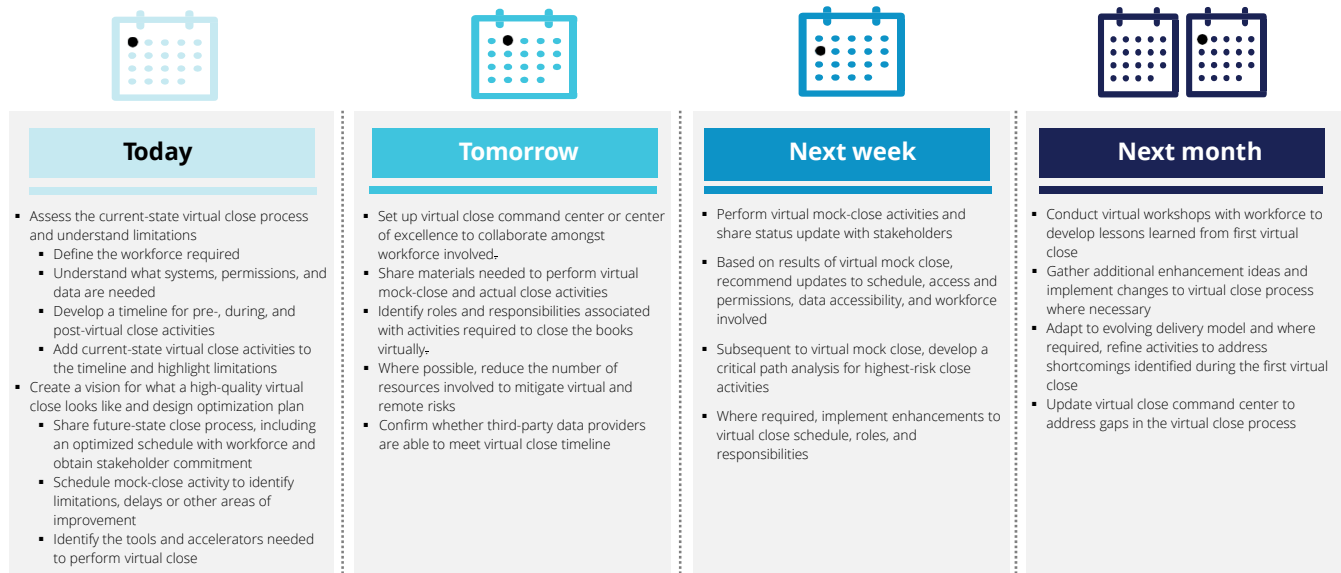 Today
▪ Assess the current-state virtual close process
and understand limitations
▪ Define the workforce required
▪ Understand what systems, permissions, and
data are needed
▪ Develop a timeline for pre-, during, and
post-virtual close activities
▪ Add current-state virtual close activities to
the timeline and highlight limitations
▪ Create a vision for what a high-quality virtual
close looks like and design optimization plan
▪ Share future-state close process, including
an optimized schedule with workforce and
obtain stakeholder commitment
▪ Schedule mock-close activity to identify
limitations, delays or other areas of
improvement
▪ Identify the tools and accelerators needed
to perform virtual close
Tomorrow
▪ Set up virtual close command center or center
of excellence to collaborate amongst
workforce involved.
▪ Share materials needed to perform virtual
mock-close and actual close activities
▪ Identify roles and responsibilities associated
with activities required to close the books
virtually.
▪ Where possible, reduce the number of
resources involved to mitigate virtual and
remote risks
▪ Confirm whether third-party data providers
are able to meet virtual close timeline
Next week
▪ Perform virtual mock-close activities and
share status update with stakeholders
▪ Based on results of virtual mock close,
recommend updates to schedule, access and
permissions, data accessibility, and workforce
involved
▪ Subsequent to virtual mock close, develop a
critical path analysis for highest-risk close
activities
▪ Where required, implement enhancements to
virtual close schedule, roles, and
responsibilities
Next month
▪ Conduct virtual workshops with workforce to
develop lessons learned from first virtual
close
▪ Gather additional enhancement ideas and
implement changes to virtual close process
where necessary
▪ Adapt to evolving delivery model and where
required, refine activities to address
shortcomings identified during the first virtual
close
▪ Update virtual close command center to
address gaps in the virtual close process